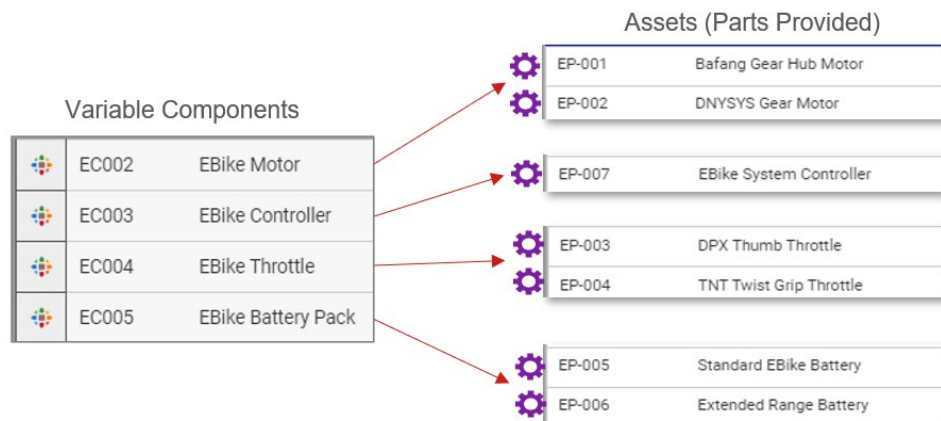 Assets (Parts Provided)
EP-001 Bafang Gear Hub Motor
EP-002 DNYSYS Gear Motor
Variable Components
EC002 EBike Motor
EC003 EBike Controller
EC004 EBike Throttle
EC005 EBike Battery Pack
EP-007 EBike System Controller
EP-003 DPX Thumb Throttle
EP-004 TNT Twist Grip Throttle
EP-005 Standard EBike Battery
EP-006 Extended Range Battery